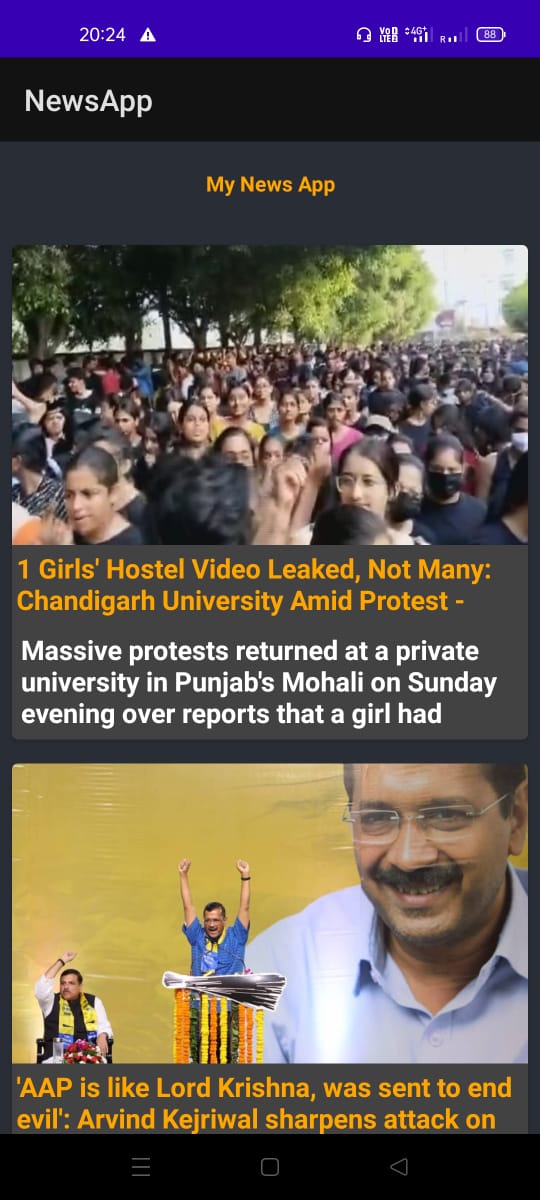 20:24
VoD LTE2 4G+ R 88
NewsApp
My News App
1 Girls' Hostel Video Leaked, Not Many:
Chandigarh University Amid Protest -
Massive protests returned at a private
university in Punjab's Mohali on Sunday
evening over reports that a girl had
'AAP is like Lord Krishna, was sent to end
evil': Arvind Kejriwal sharpens attack on